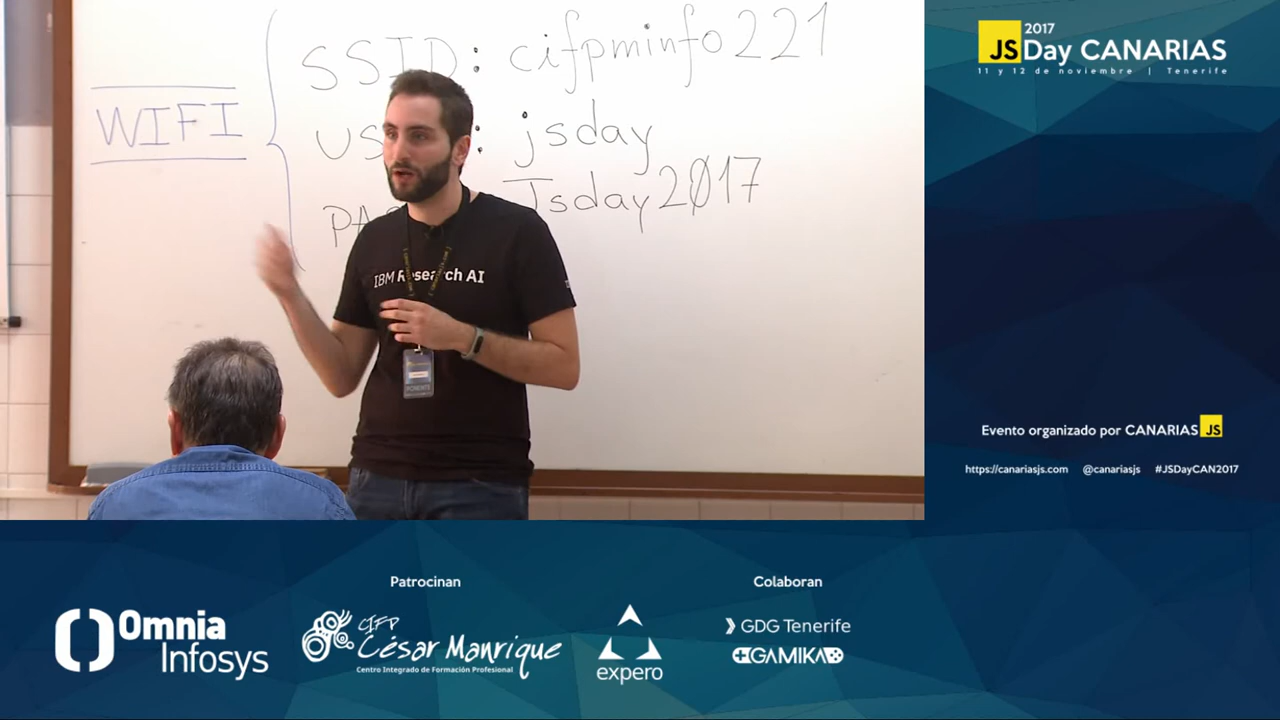 SSID: cifpminfo221
WIFI
: jsday
Jsday2017
IBM Research AI
PONENTE
2017
JSDay CANARIAS
11 y 12 de noviembre | Tenerife
Evento organizado por CANARIAS JS
https://canariasjs.com @canariasjs #JSDayCAN2017
Patrocinan
Colaboran
Omnia Infosys
CIFP
César Manrique
Centro Integrado de Formación Profesional
expero
GDG Tenerife
GAMIKA